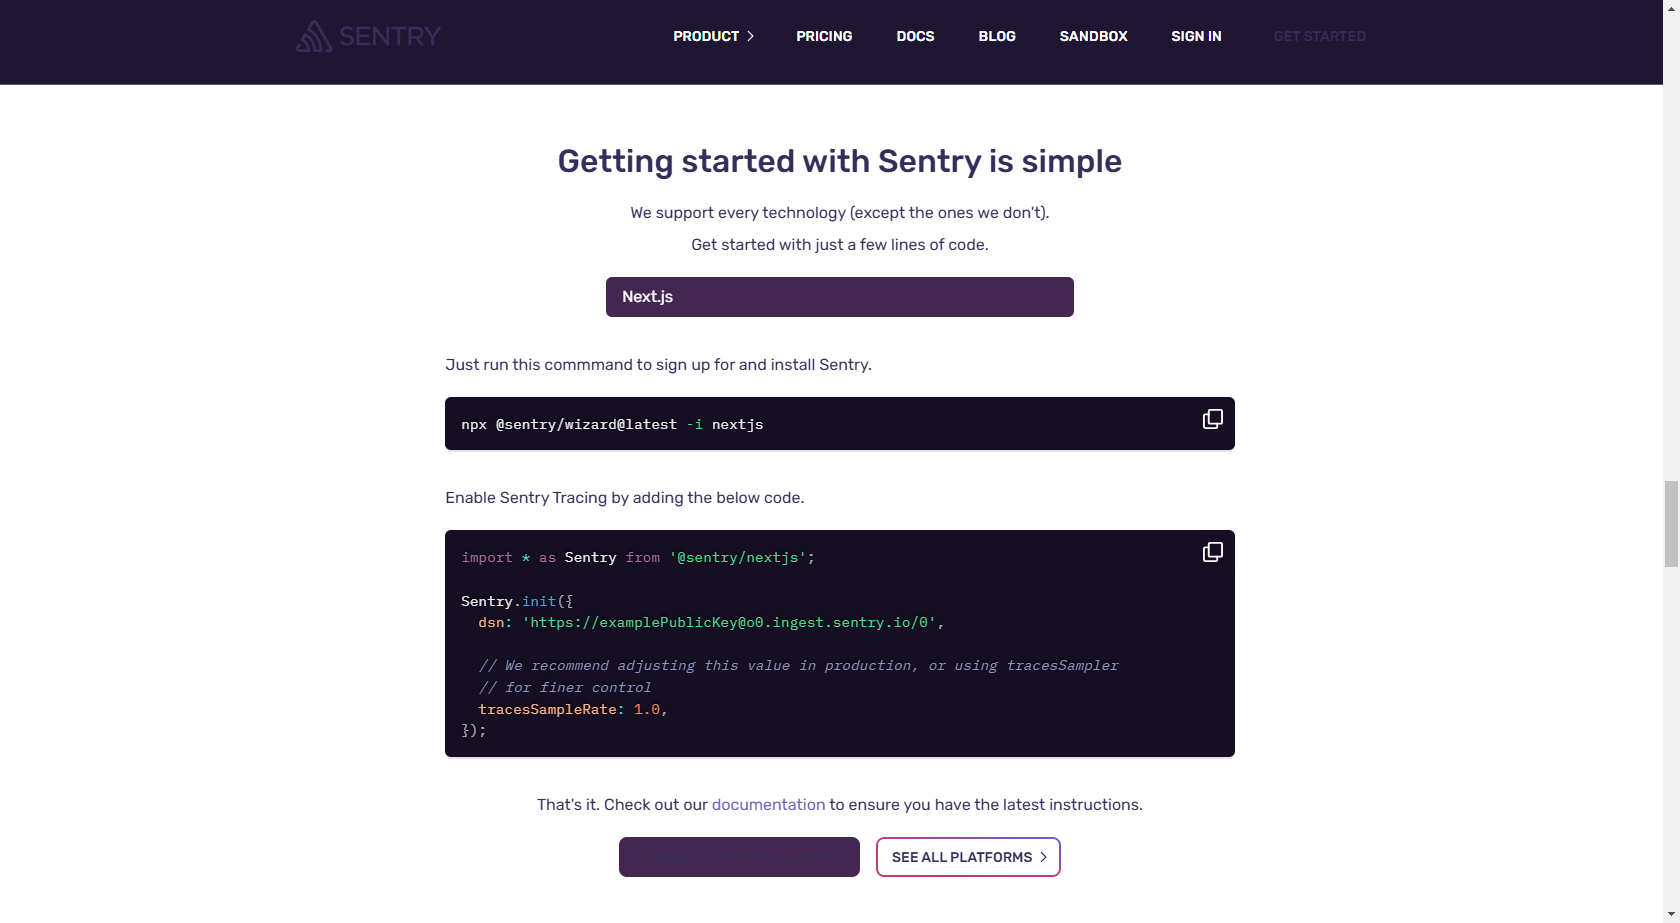 SENTRY
PRODUCT
PRICING
DOCS
BLOG
SANDBOX
SIGN IN
GET STARTED
Getting started with Sentry is simple
We support every technology (except the ones we don't).
Get started with just a few lines of code.
Next.js
Just run this commmand to sign up for and install Sentry.
npx @sentry/wizard@latest -i nextjs
Enable Sentry Tracing by adding the below code.
import * as Sentry from '@sentry/nextjs';
Sentry.init({
dsn: 'https://examplePublicKey@o0.ingest.sentry.io/0',
// We recommend adjusting this value in production, or using tracesSampler
// for finer control
tracesSampleRate: 1.0,
});
That's it. Check out our documentation to ensure you have the latest instructions.
SEE ALL PLATFORMS